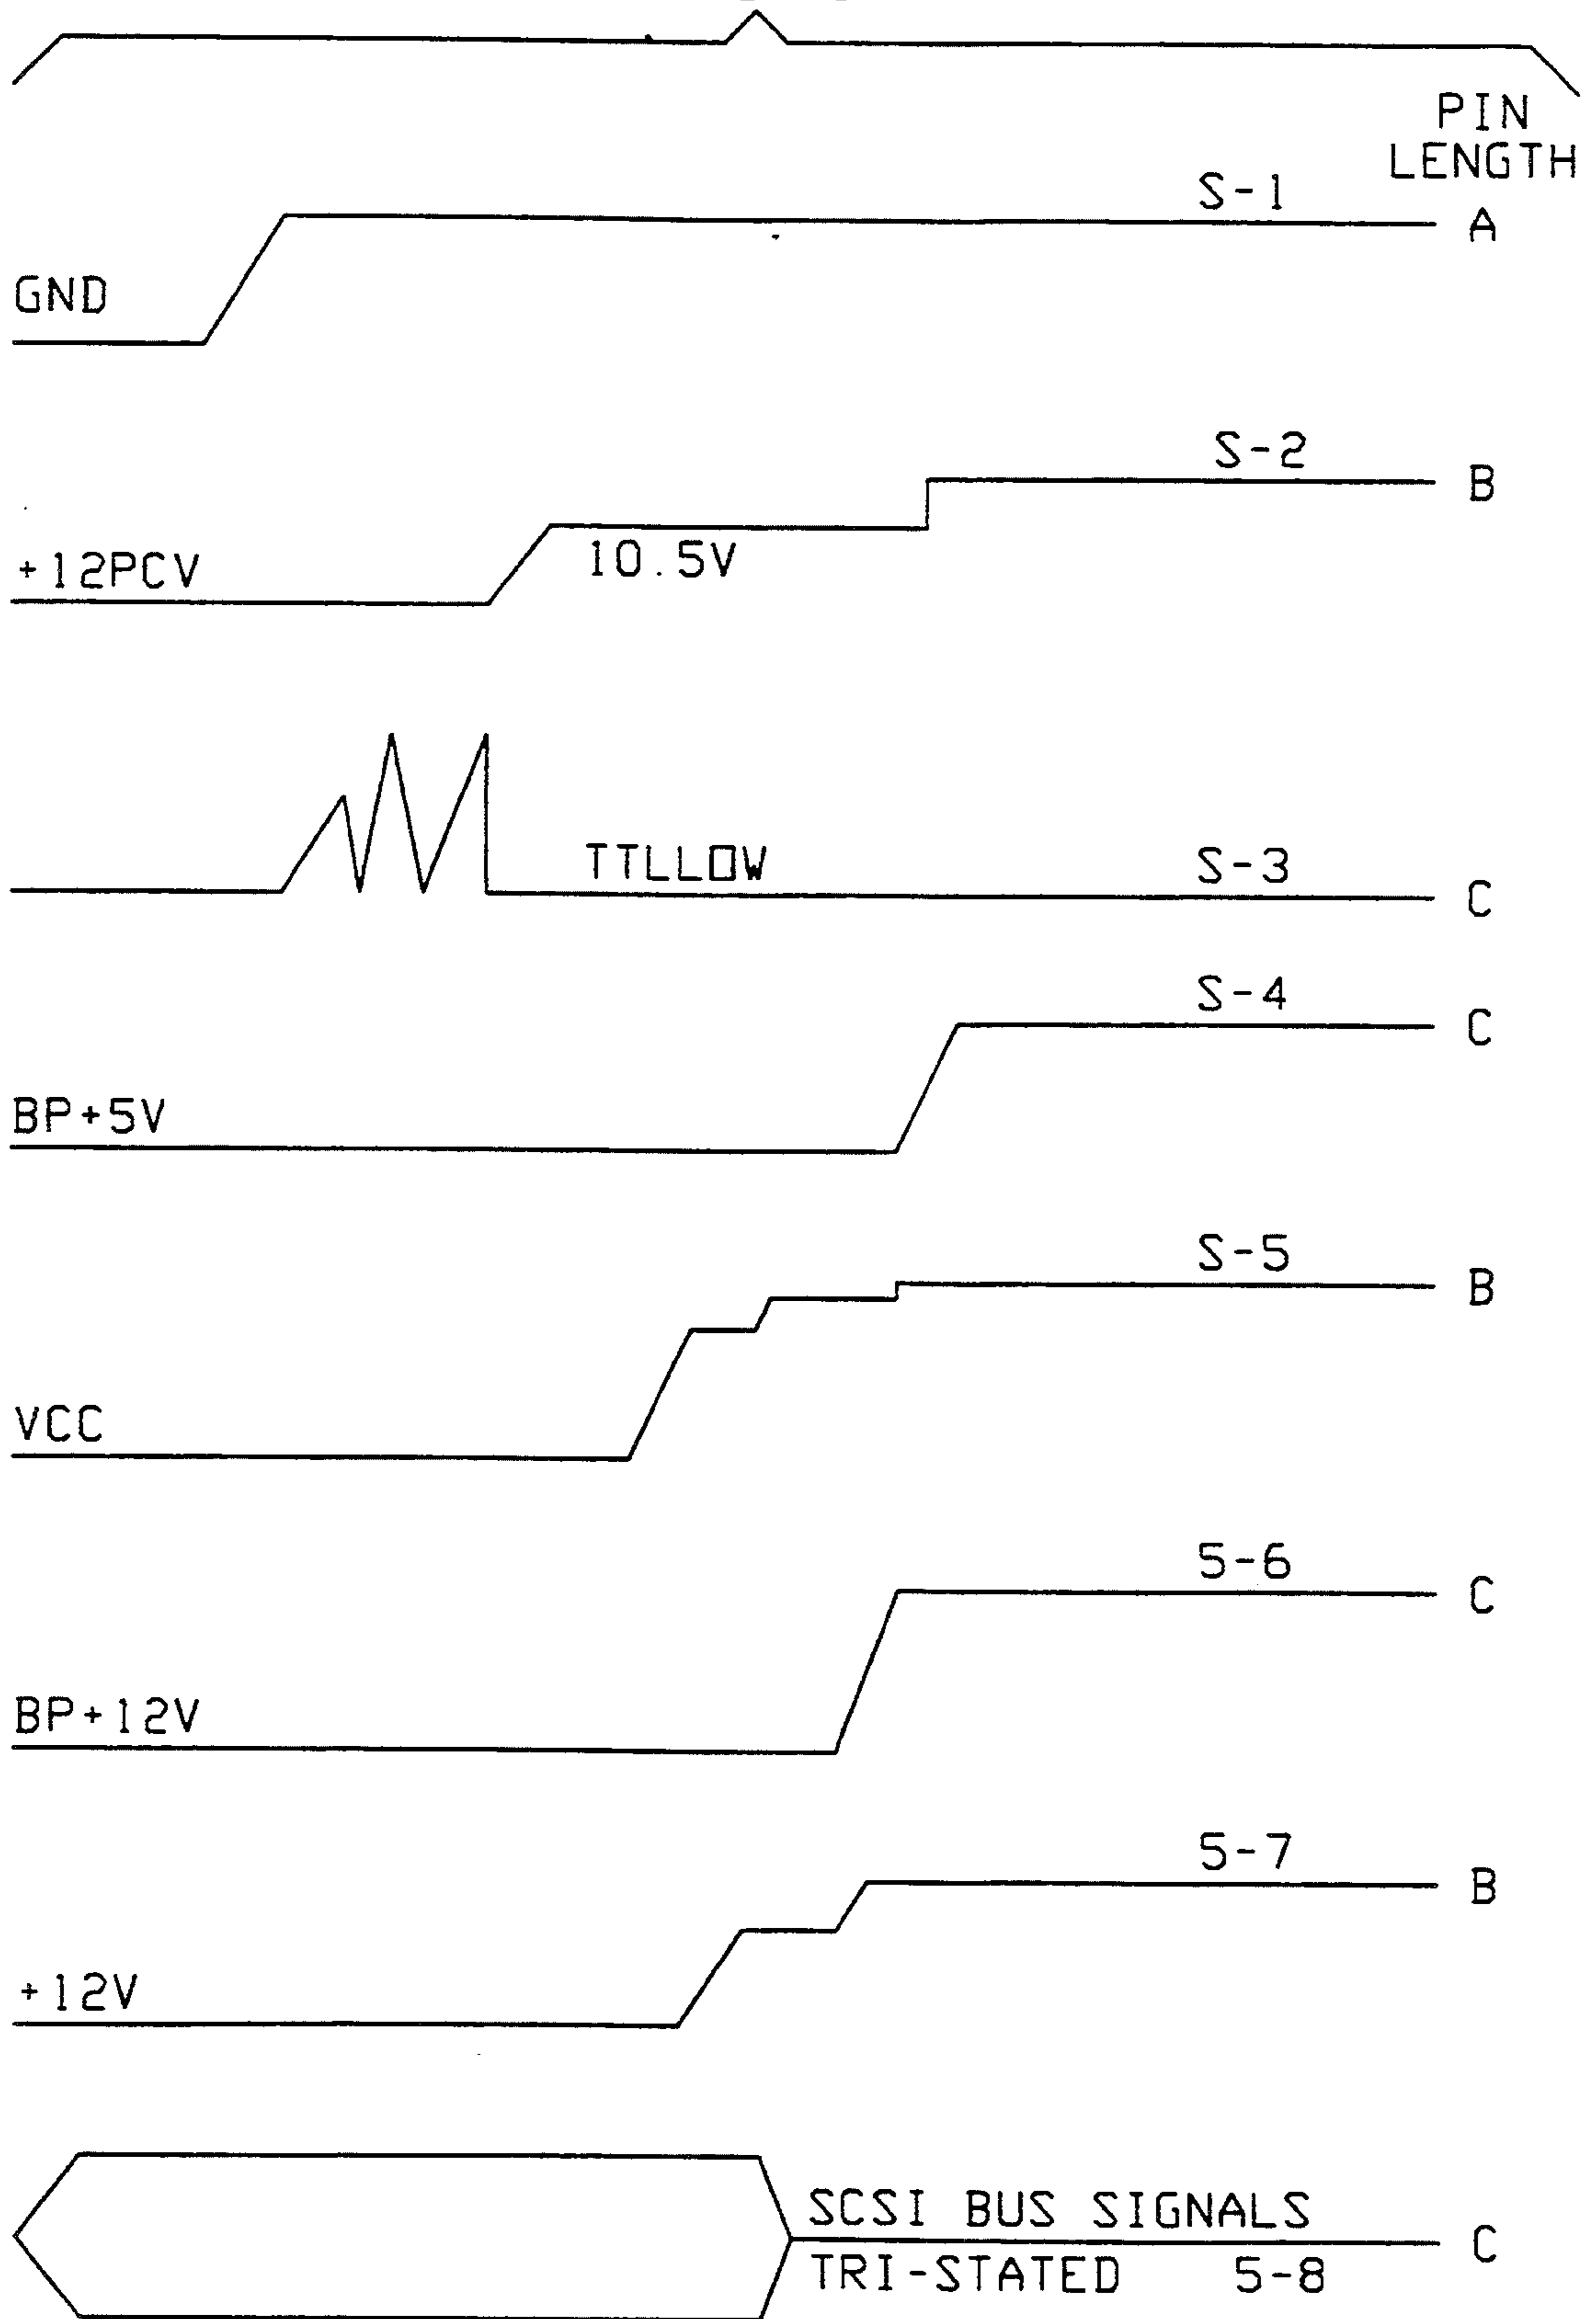 PIN
LENGTH
S-1
A
GND
S-2
B
+12PCV
10.5V
TTLLOW
S-3
C
S-4
C
BP+5V
S-5
B
VCC
5-6
C
BP+12V
5-7
B
+12V
SCSI BUS SIGNALS
C
TRI-STATED 5-8